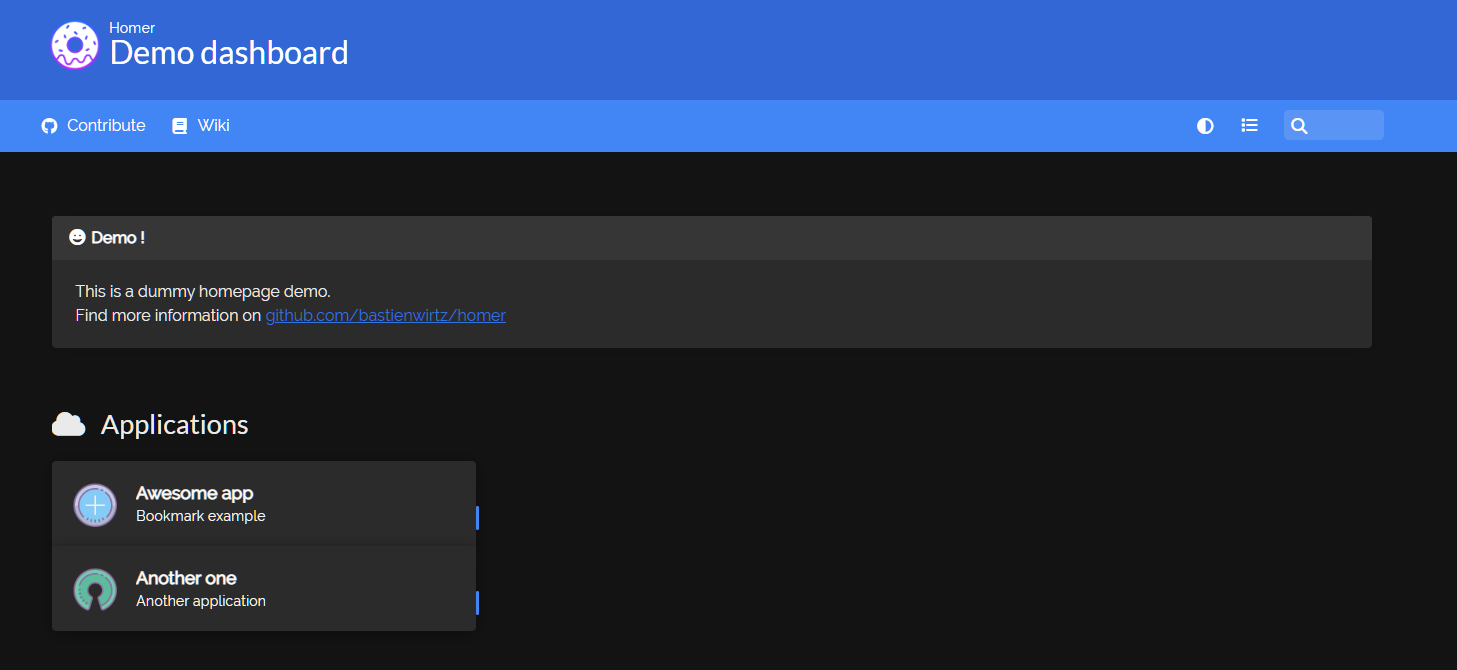 Homer
Demo dashboard
Contribute
Wiki
Demo !
This is a dummy homepage demo.
Find more information on github.com/bastienwirtz/homer
Applications
Awesome app
Bookmark example
Another one
Another application